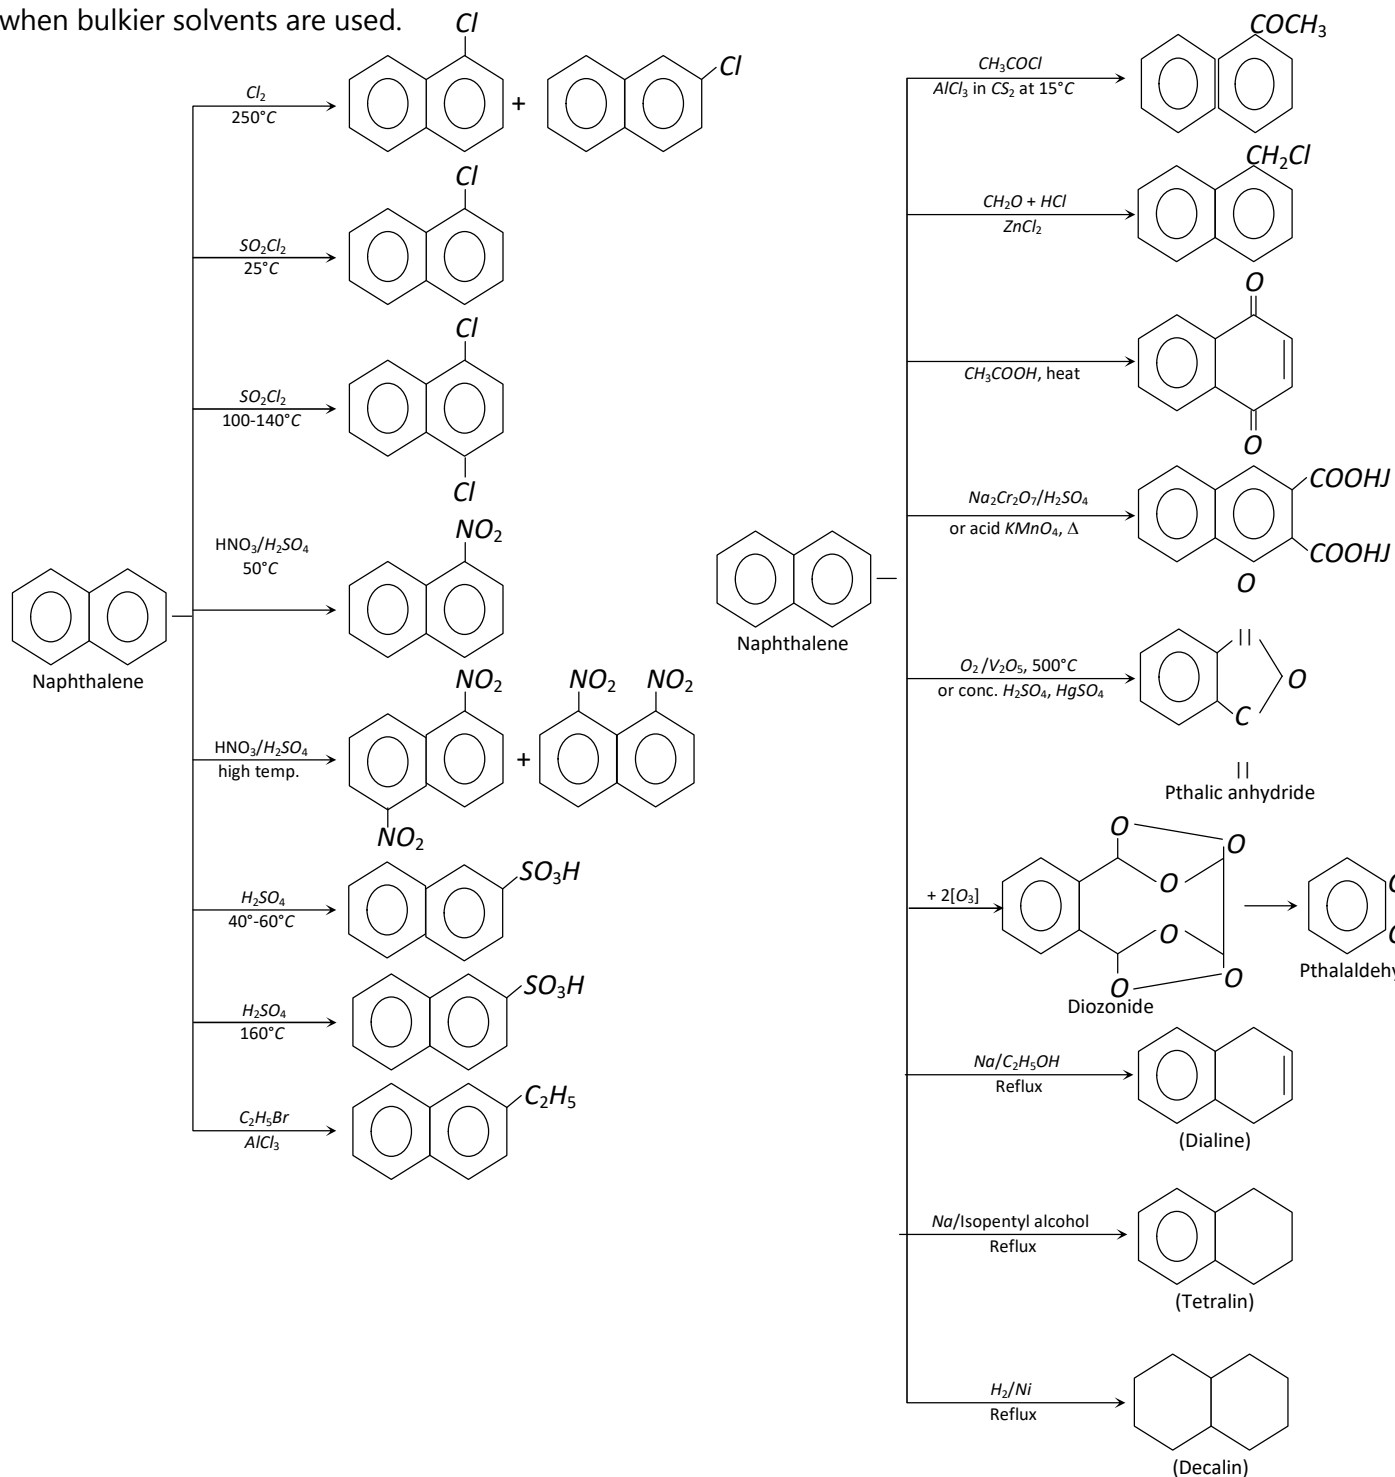 when bulkier solvents are used.
Cl
Cl
+
Cl₂
250°C
Cl
SO₂Cl₂
25°C
Cl
SO₂Cl₂
100-140°C
Cl
NO₂
HNO₃/H₂SO₄
50°C
Naphthalene
NO₂
NO₂ NO₂
HNO₃/H₂SO₄
high temp.
+
NO₂
SO₃H
H₂SO₄
40°-60°C
SO₃H
H₂SO₄
160°C
C₂H₅
C₂H₅Br
AlCl₃
COCH₃
CH₃COCl
AlCl₃ in CS₂ at 15°C
CH₂Cl
CH₂O + HCl
ZnCl₂
O
CH₃COOH, heat
O
COOHJ
Na₂Cr₂O₇/H₂SO₄
or acid KMnO₄, Δ
COOHJ
O
Naphthalene
||
O₂/V₂O₅, 500°C
or conc. H₂SO₄, HgSO₄
O
C
||
Pthalic anhydride
O
O
O
+ 2[O₃]
O
O
O
Diozonide
Pthalaldehy
Na/C₂H₅OH
Reflux
(Dialine)
Na/Isopentyl alcohol
Reflux
(Tetralin)
H₂/Ni
Reflux
(Decalin)